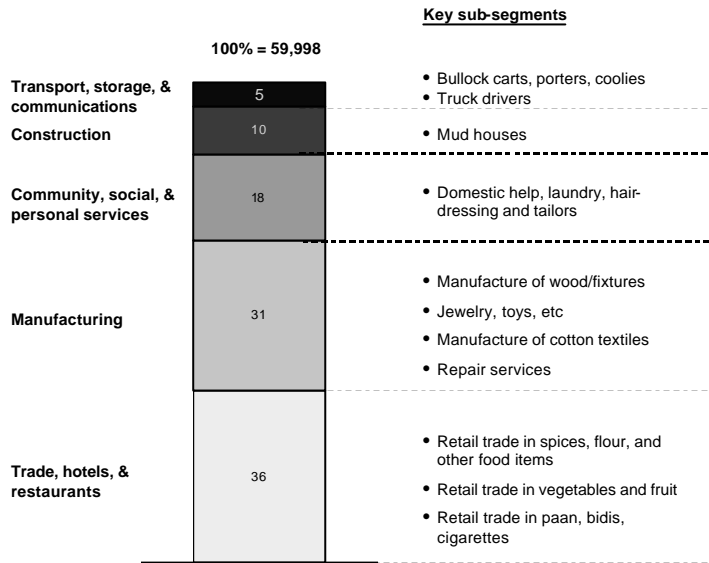 Key sub-segments
100% = 59,998
Transport, storage, &
communications
5
• Bullock carts, porters, coolies
• Truck drivers
Construction
10
• Mud houses
Community, social, &
personal services
18
• Domestic help, laundry, hair-
dressing and tailors
Manufacturing
31
• Manufacture of wood/fixtures
• Jewelry, toys, etc
• Manufacture of cotton textiles
• Repair services
Trade, hotels, &
restaurants
36
• Retail trade in spices, flour, and
other food items
• Retail trade in vegetables and fruit
• Retail trade in paan, bidis,
cigarettes